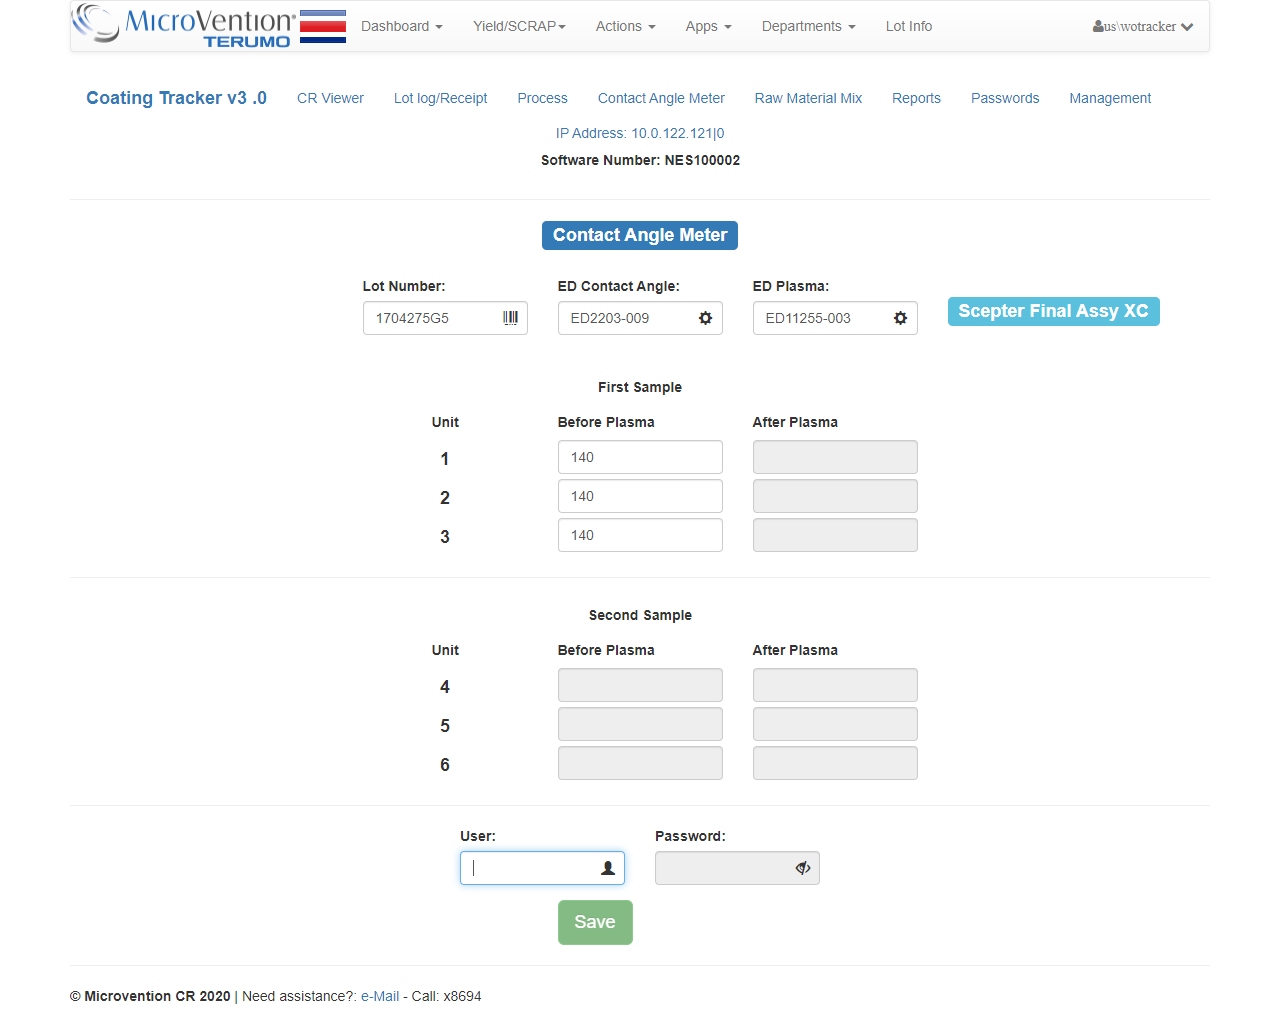 MICROVENTION TERUMO Dashboard Yield/SCRAP Actions Apps Departments Lot Info us\wotracker
Coating Tracker v3 .0 CR Viewer Lot log/Receipt Process Contact Angle Meter Raw Material Mix Reports Passwords Management
IP Address: 10.0.122.121|0
Software Number: NES100002
Contact Angle Meter
Lot Number: ED Contact Angle: ED Plasma:
1704275G5 ED2203-009 ED11255-003 Scepter Final Assy XC
First Sample
Unit Before Plasma After Plasma
1 140
2 140
3 140
Second Sample
Unit Before Plasma After Plasma
4
5
6
User: Password:
Save
© Microvention CR 2020 | Need assistance?: e-Mail - Call: x8694